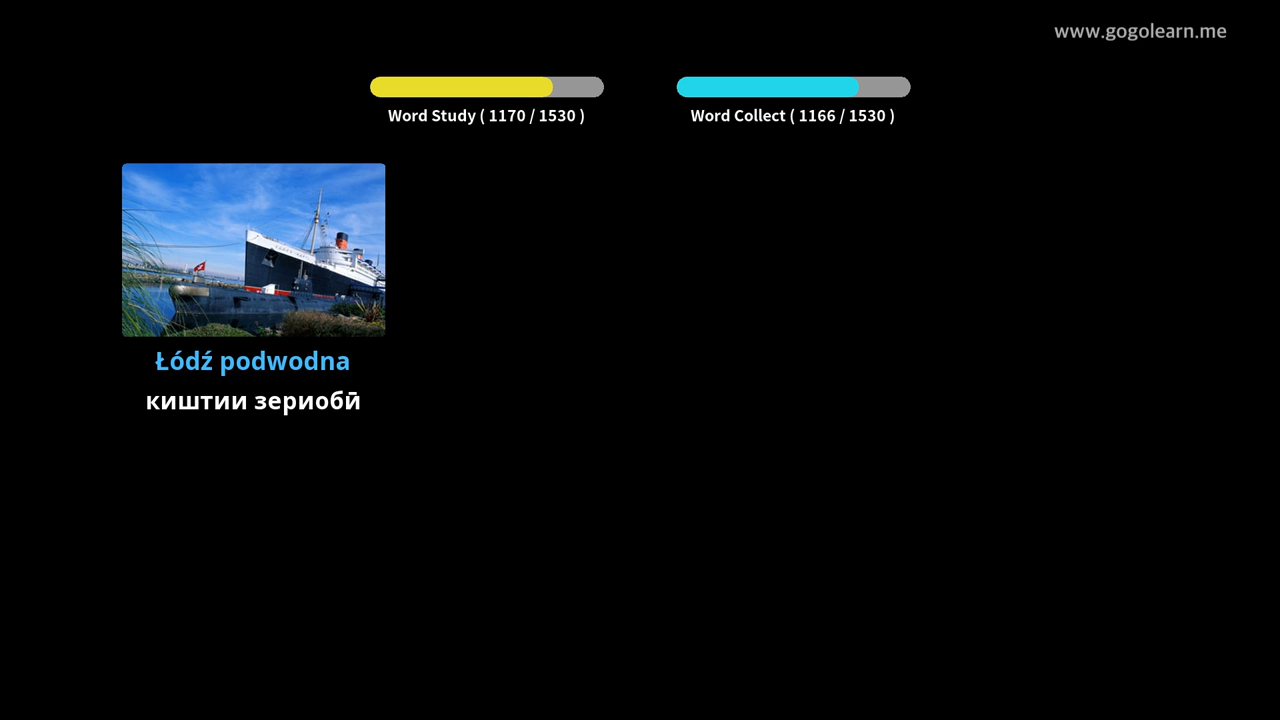 www.gogolearn.me
Word Study ( 1170 / 1530 )
Word Collect ( 1166 / 1530 )
Łódź podwodna
киштии зериобӣ